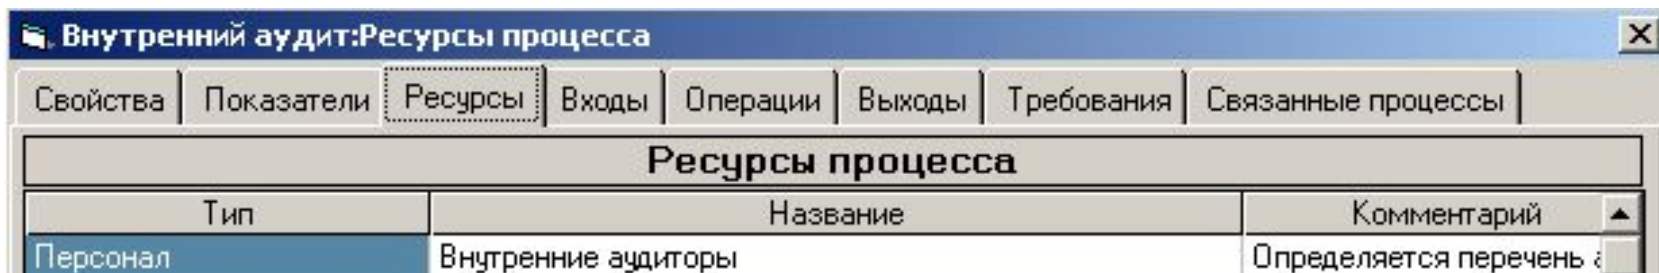 Внутренний аудит:Ресурсы процесса
Свойства Показатели Ресурсы Входы Операции Выходы Требования Связанные процессы
Ресурсы процесса
Тип Название Комментарий
Персонал Внутренние аудиторы Определяется перечень